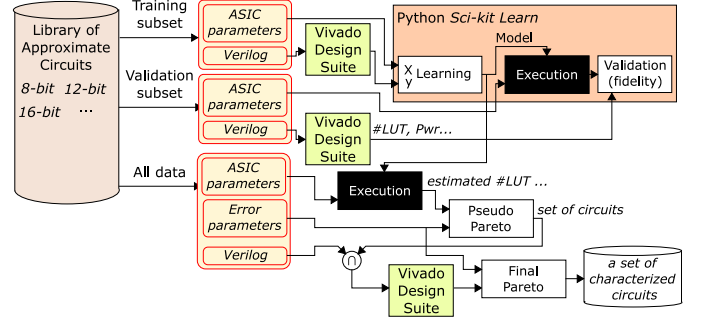 Library of
Approximate
Circuits
8-bit 12-bit
16-bit ...
Training
subset
Validation
subset
All data
ASIC
parameters
Verilog
Vivado
Design
Suite
Python Sci-kit Learn
Model
X
y
Learning
Execution
Validation
(fidelity)
ASIC
parameters
Verilog
Vivado
Design
Suite
#LUT, Pwr...
ASIC
parameters
Error
parameters
Verilog
Execution
estimated #LUT ...
Pseudo
Pareto
set of circuits
∩
Vivado
Design
Suite
Final
Pareto
a set of
characterized
circuits